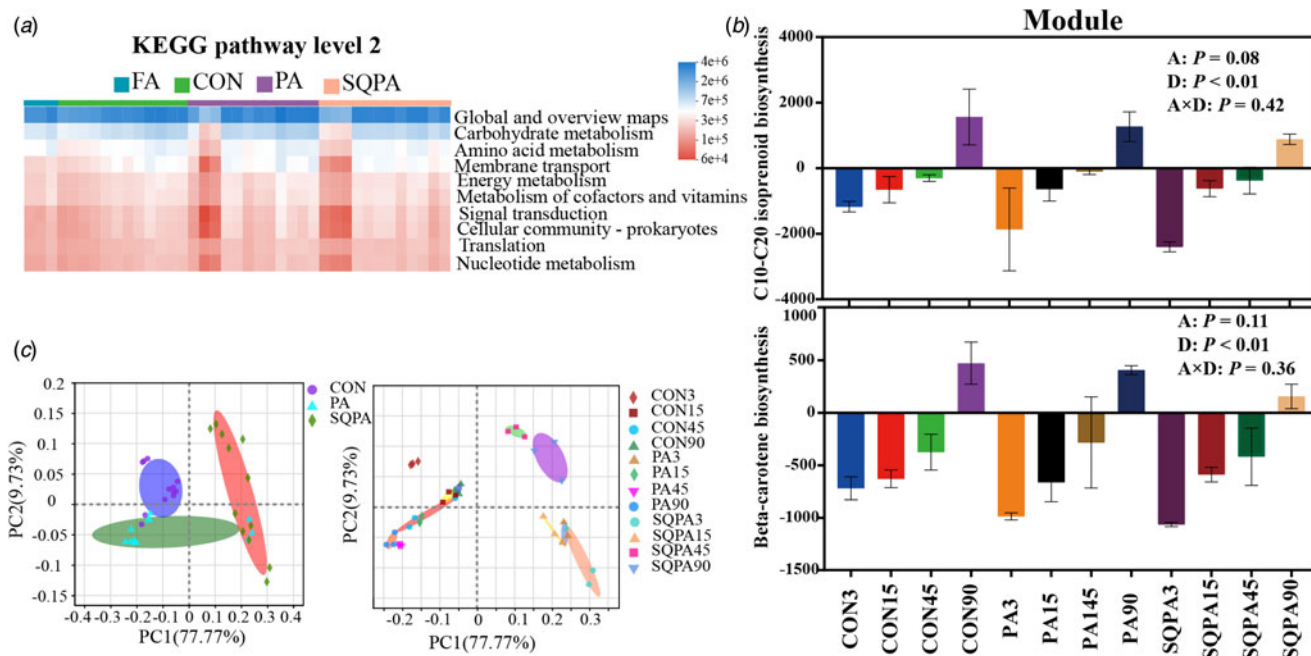 (a)
KEGG pathway level 2
FA CON PA SQPA
Global and overview maps
Carbohydrate metabolism
Amino acid metabolism
Membrane transport
Energy metabolism
Metabolism of cofactors and vitamins
Signal transduction
Cellular community - prokaryotes
Translation
Nucleotide metabolism
4e+6
2e+6
7e+5
3e+5
1e+5
6e+4
(b)
Module
C10-C20 isoprenoid biosynthesis
4000
2000
0
-2000
-4000
A: P = 0.08
D: P < 0.01
A×D: P = 0.42
Beta-carotene biosynthesis
1000
500
0
-500
-1000
-1500
A: P = 0.11
D: P < 0.01
A×D: P = 0.36
CON3
CON15
CON45
CON90
PA3
PA15
PA145
PA90
SQPA3
SQPA15
SQPA45
SQPA90
(c)
PC2(9.73%)
0.2
0.15
0.1
0.05
0
-0.05
-0.1
-0.15
-0.4 -0.3 -0.2 -0.1 0 0.1 0.2 0.3 0.4
PC1(77.77%)
CON
PA
SQPA
PC2(9.73%)
-0.2 -0.1 0 0.1 0.2 0.3
PC1(77.77%)
CON3
CON15
CON45
CON90
PA3
PA15
PA45
PA90
SQPA3
SQPA15
SQPA45
SQPA90